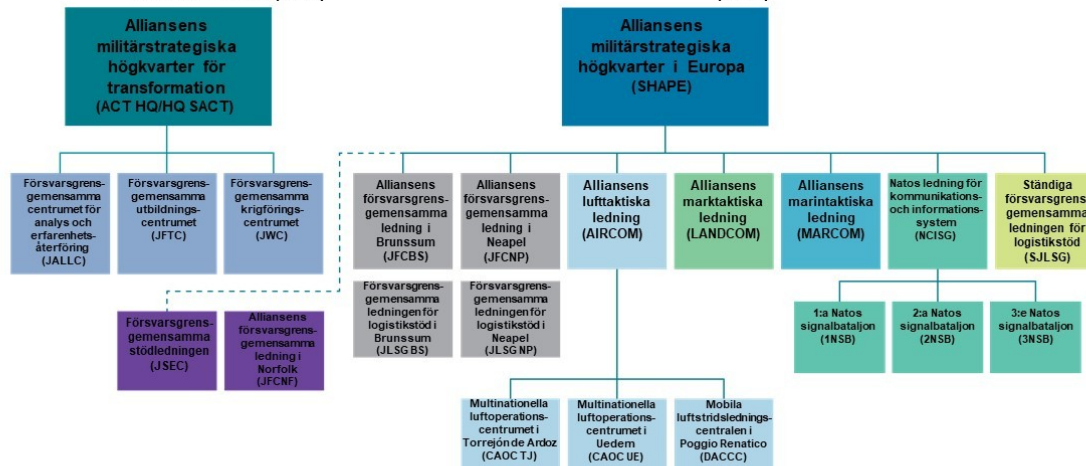 Alliansens
militärstrategiska
högkvarter för
transformation
(ACT HQ/HQ SACT)
Alliansens
militärstrategiska
högkvarter i Europa
(SHAPE)
Försvarsgrens-
gemensamma
centrumet för
analys och
erfarenhets-
återföring
(JALLC)
Försvarsgrens-
gemensamma
utbildnings-
centrumet
(JFTC)
Försvarsgrens-
gemensamma
krigförings-
centrumet
(JWC)
Alliansens
försvarsgrens-
gemensamma
ledning i
Brunssum
(JFCBS)
Alliansens
försvarsgrens-
gemensamma
ledning i
Neapel
(JFCNP)
Alliansens
lufttaktiska
ledning
(AIRCOM)
Alliansens
marktaktiska
ledning
(LANDCOM)
Alliansens
marintaktiska
ledning
(MARCOM)
Natos ledning för
kommunikations-
och informations-
system
(NCISG)
Ständiga
försvarsgrens-
gemensamma
ledningen för
logistikstöd
(SJLSG)
Försvarsgrens-
gemensamma
stödledningen
(JSEC)
Alliansens
försvarsgrens-
gemensamma
ledning i
Norfolk
(JFCNF)
Försvarsgrens-
gemensamma
ledningen för
logistikstöd i
Brunssum
(JLSG BS)
Försvarsgrens-
gemensamma
ledningen för
logistikstöd i
Neapel
(JLSG NP)
1:a Natos
signalbataljon
(1NSB)
2:a Natos
signalbataljon
(2NSB)
3:e Natos
signalbataljon
(3NSB)
Multinationella
luftoperations-
centrumet i
Torrejón de Ardoz
(CAOC TJ)
Multinationella
luftoperations-
centrumet i
Uedem
(CAOC UE)
Mobila
luftstridslednings-
centralen i
Poggio Renatico
(DACCC)